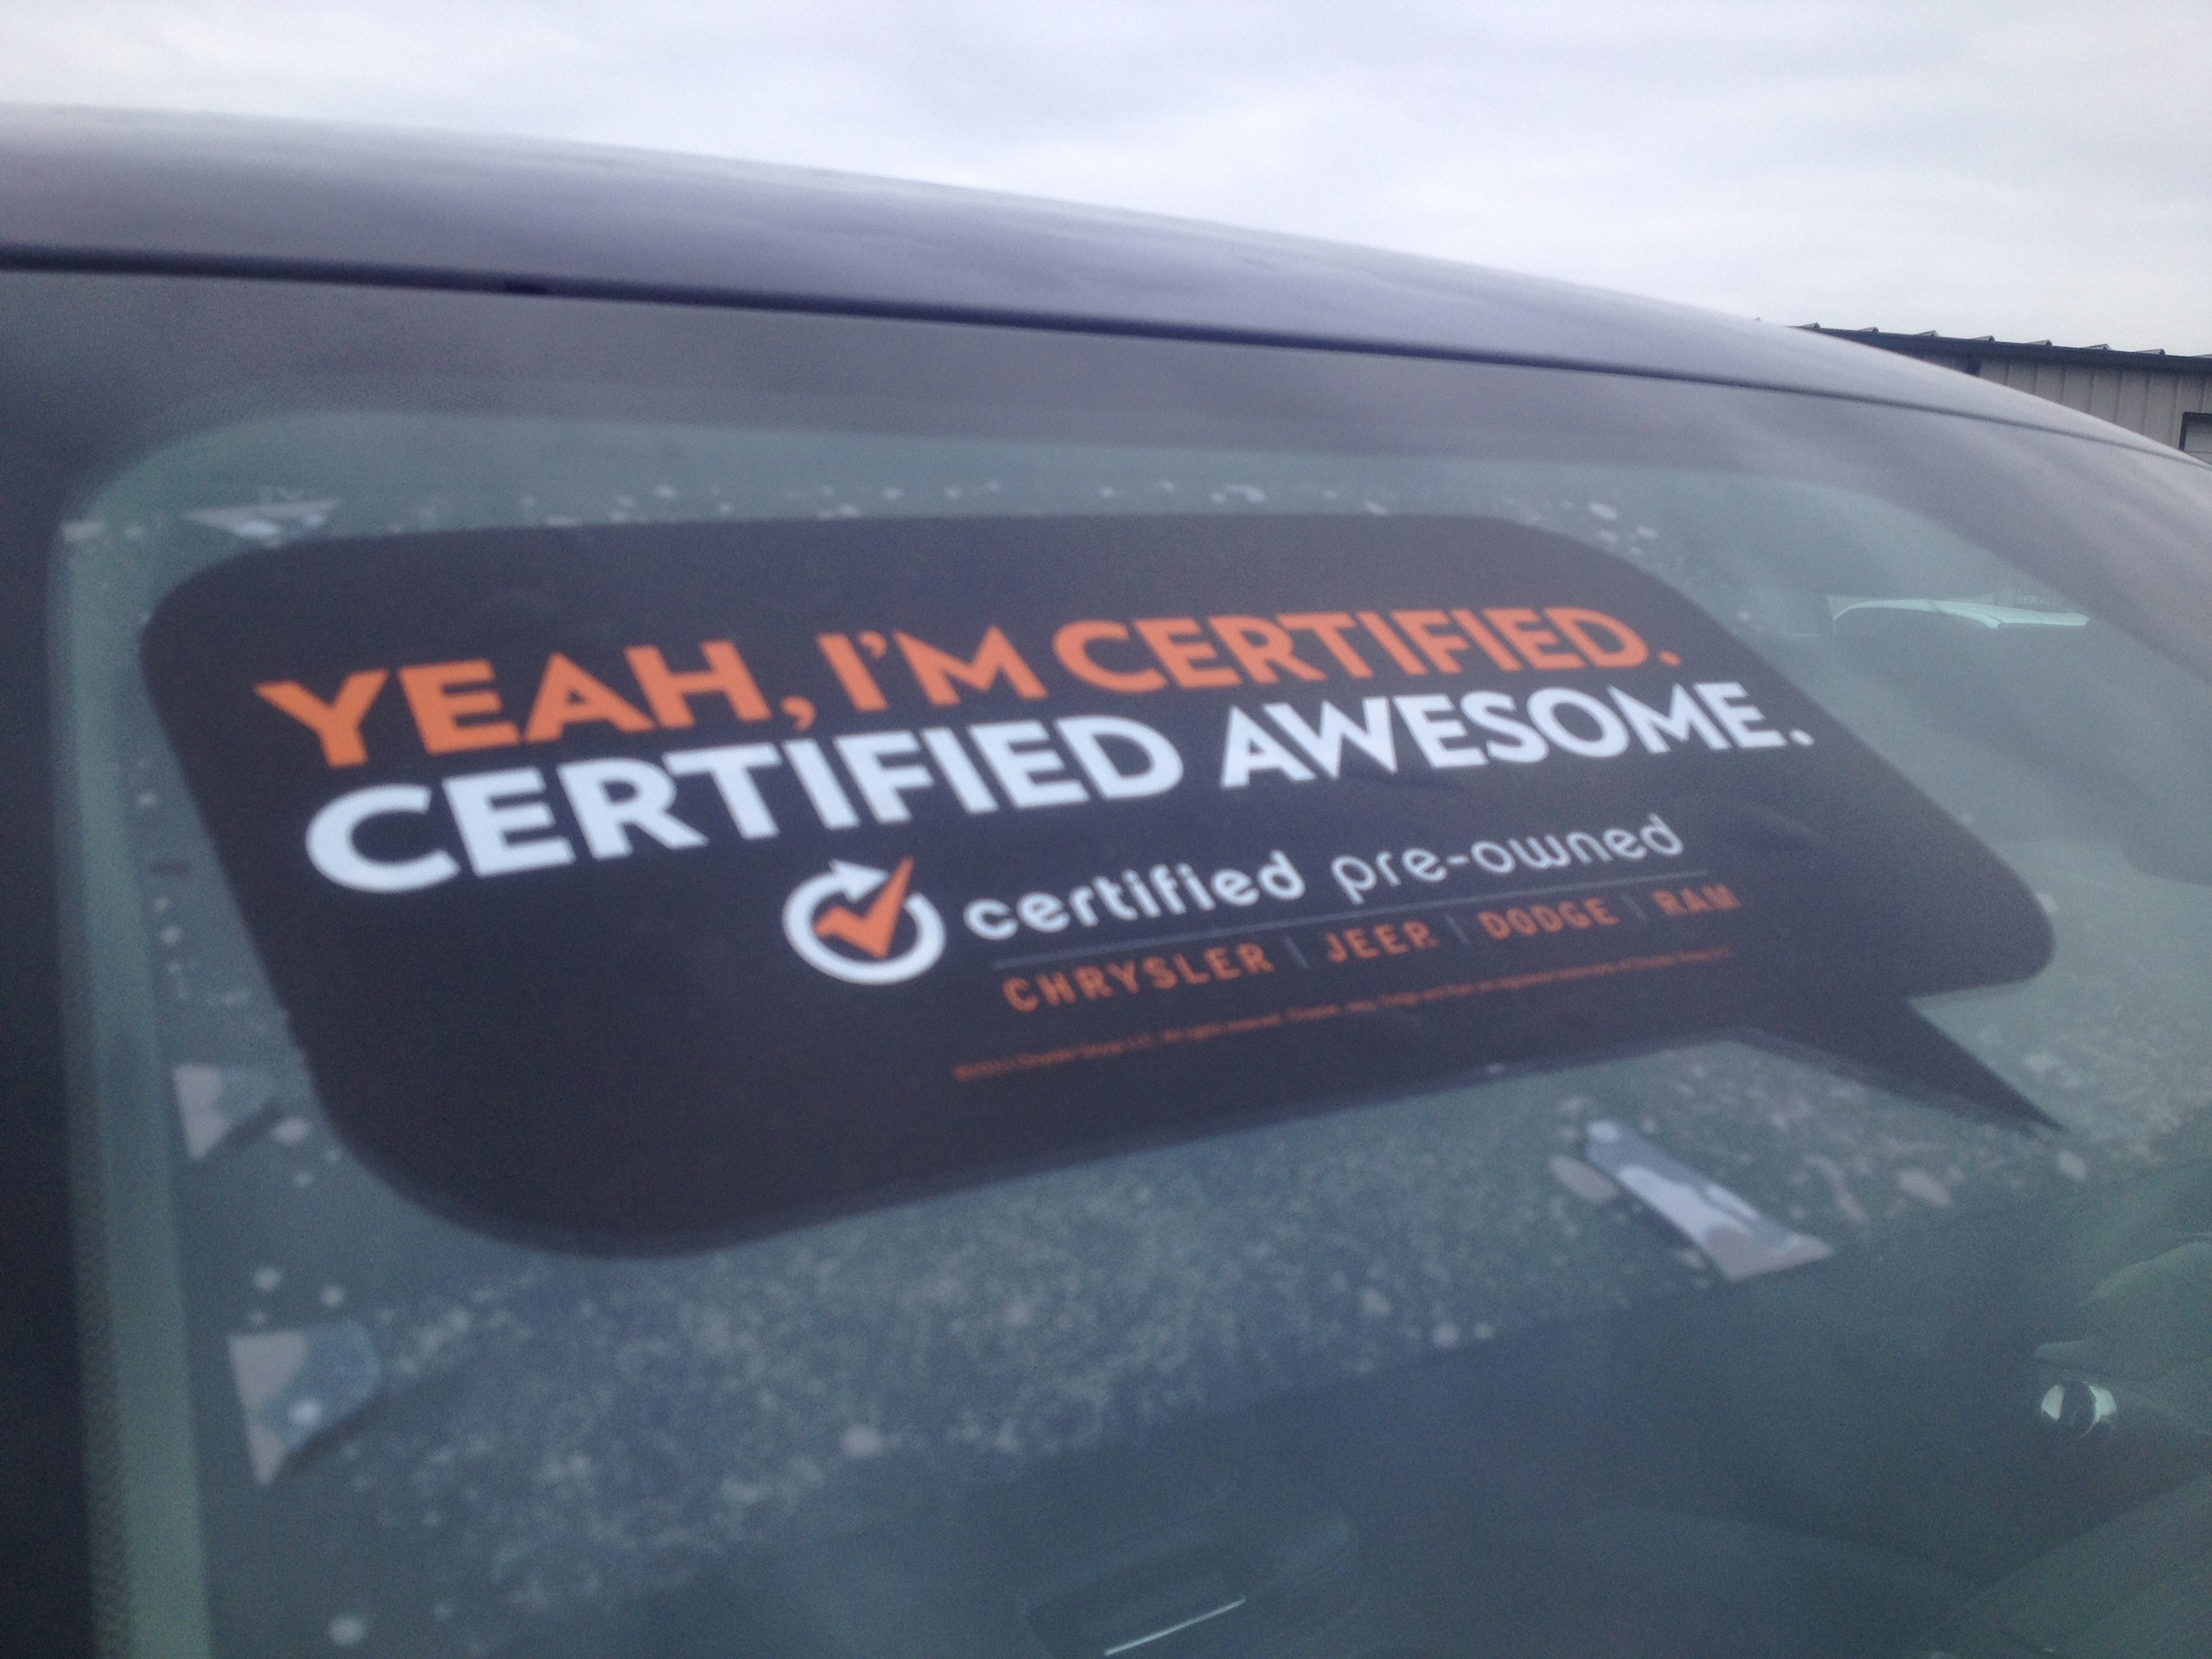 YEAH, I'M CERTIFIED.
CERTIFIED AWESOME.
certified pre-owned
CHRYSLER | JEEP. | DODGE | RAM